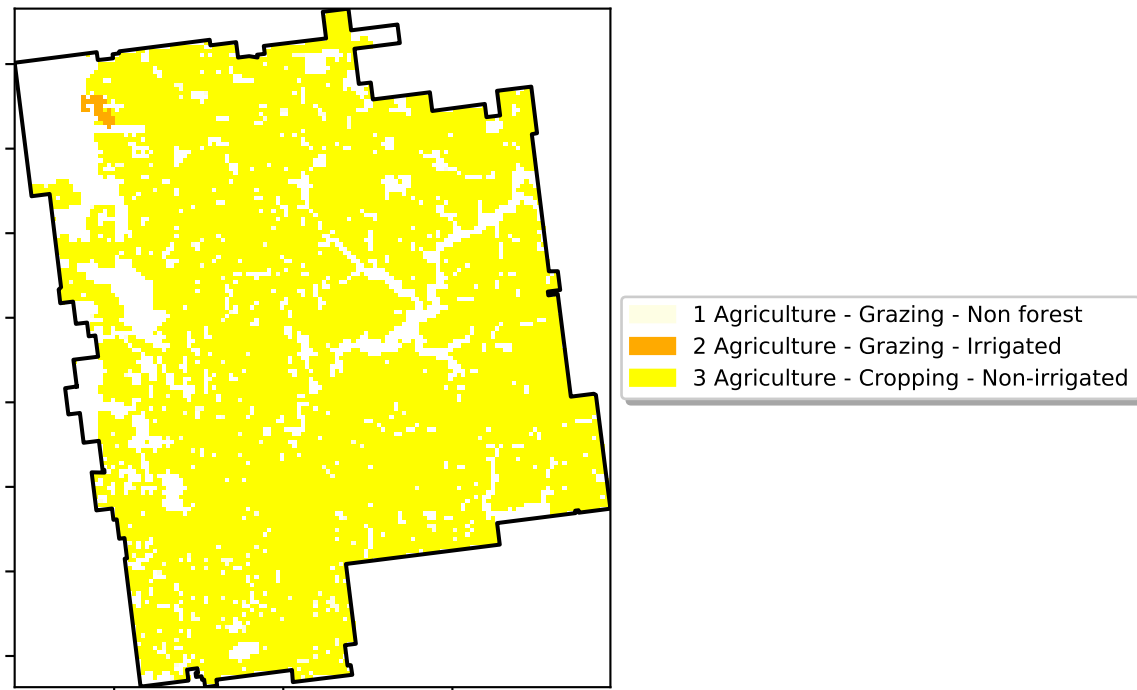 1 Agriculture - Grazing - Non forest
2 Agriculture - Grazing - Irrigated
3 Agriculture - Cropping - Non-irrigated